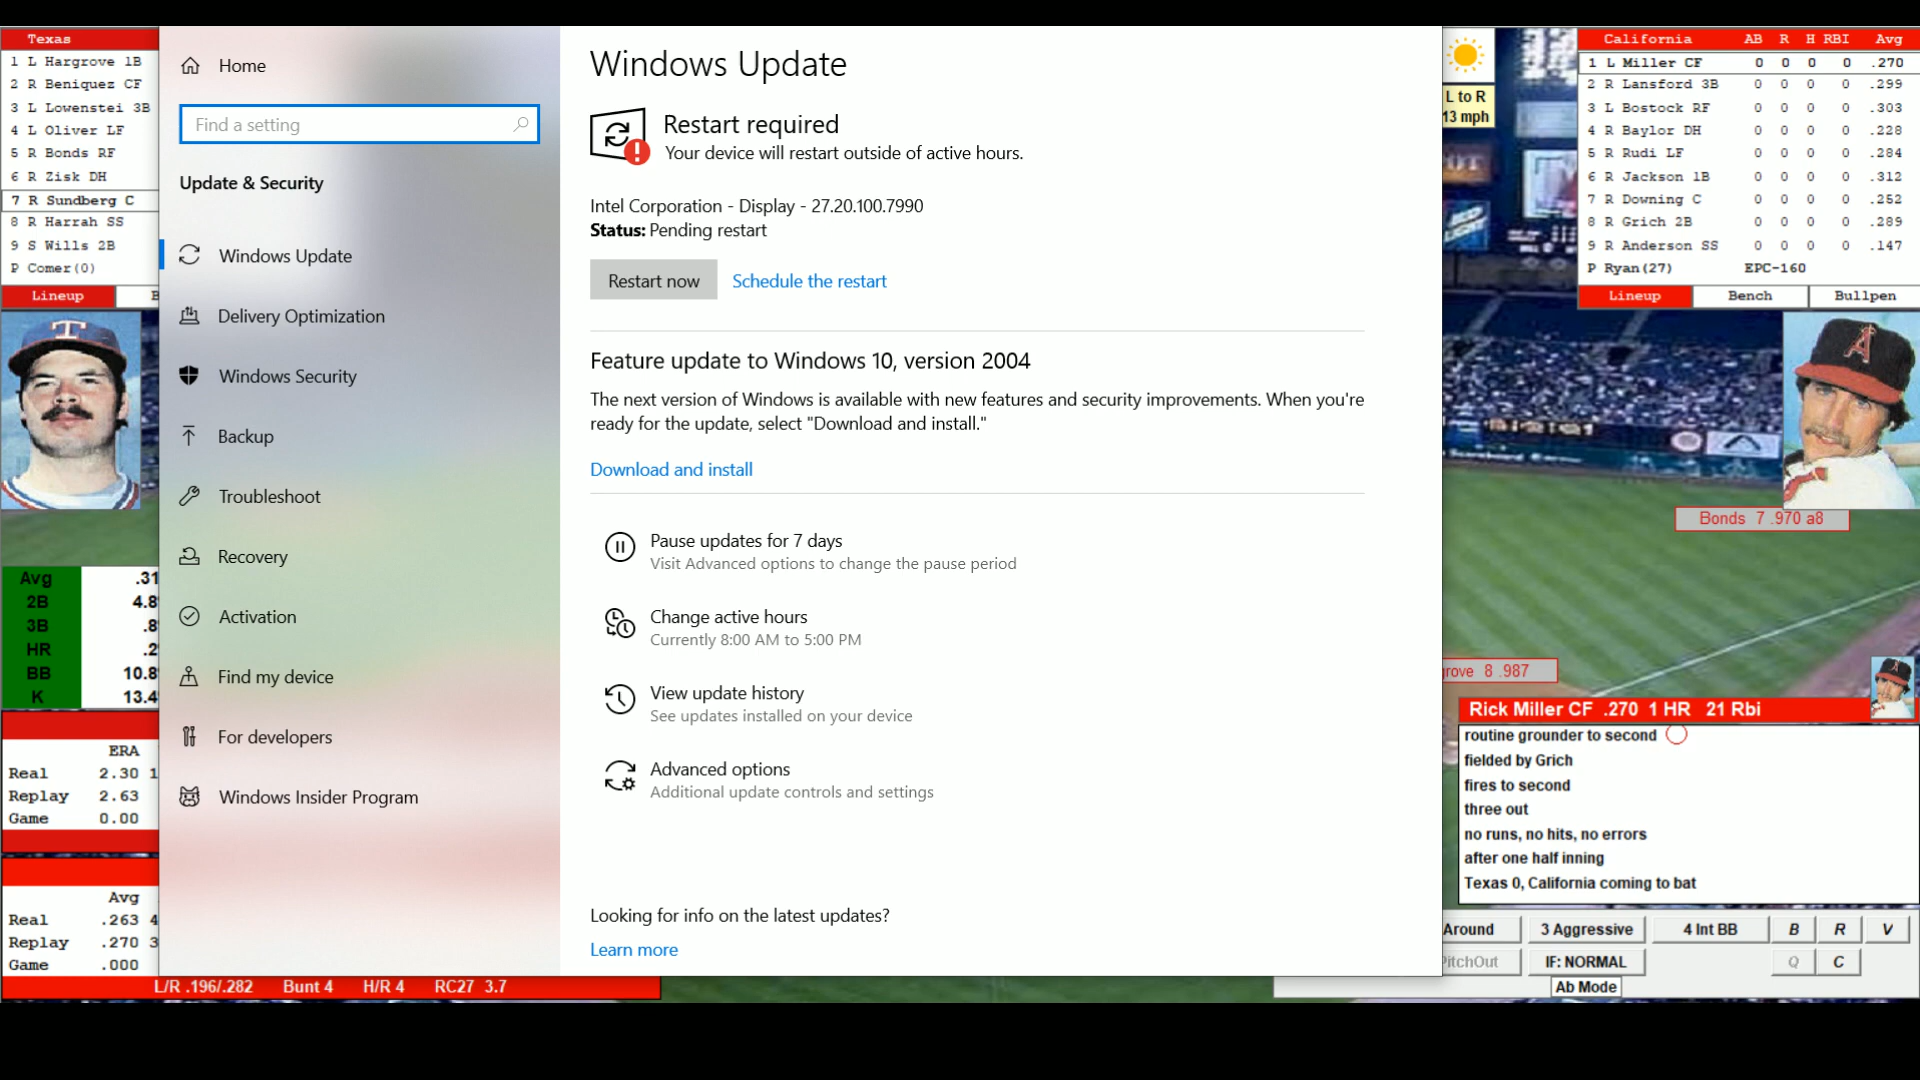 Texas
1 L Hargrove 1B
2 R Beniquez CF
3 L Lowenstei 3B
4 L Oliver LF
5 R Bonds RF
6 R Zisk DH
7 R Sundberg C
8 R Harrah SS
9 S Wills 2B
P Comer(0)
Lineup
Home
Find a setting
Update & Security
Windows Update
Delivery Optimization
Windows Security
Backup
Troubleshoot
Recovery
Activation
Find my device
For developers
Windows Insider Program
Windows Update
Restart required
Your device will restart outside of active hours.
Intel Corporation - Display - 27.20.100.7990
Status: Pending restart
Restart now Schedule the restart
Feature update to Windows 10, version 2004
The next version of Windows is available with new features and security improvements. When you're
ready for the update, select "Download and install."
Download and install
Pause updates for 7 days
Visit Advanced options to change the pause period
Change active hours
Currently 8:00 AM to 5:00 PM
View update history
See updates installed on your device
Advanced options
Additional update controls and settings
Looking for info on the latest updates?
Learn more
L to R
13 mph
California AB R H RBI Avg
1 L Miller CF 0 0 0 0 .270
2 R Lansford 3B 0 0 0 0 .299
3 L Bostock RF 0 0 0 0 .303
4 R Baylor DH 0 0 0 0 .228
5 R Rudi LF 0 0 0 0 .284
6 R Jackson 1B 0 0 0 0 .312
7 R Downing C 0 0 0 0 .252
8 R Grich 2B 0 0 0 0 .289
9 R Anderson SS 0 0 0 0 .147
P Ryan(27) EPC-160
Lineup Bench Bullpen
Bonds 7 .970 a8
grove 8 .987
Avg .31
2B 4.8
3B .8
HR .2
BB 10.8
K 13.4
ERA
Real 2.30 1
Replay 2.63
Game 0.00
Avg
Real .263 4
Replay .270 3
Game .000
L/R .196/.282 Bunt 4 H/R 4 RC27 3.7
Rick Miller CF .270 1 HR 21 Rbi
routine grounder to second
fielded by Grich
fires to second
three out
no runs, no hits, no errors
after one half inning
Texas 0, California coming to bat
Around 3 Aggressive 4 Int BB B R V
PitchOut IF: NORMAL Q C
Ab Mode